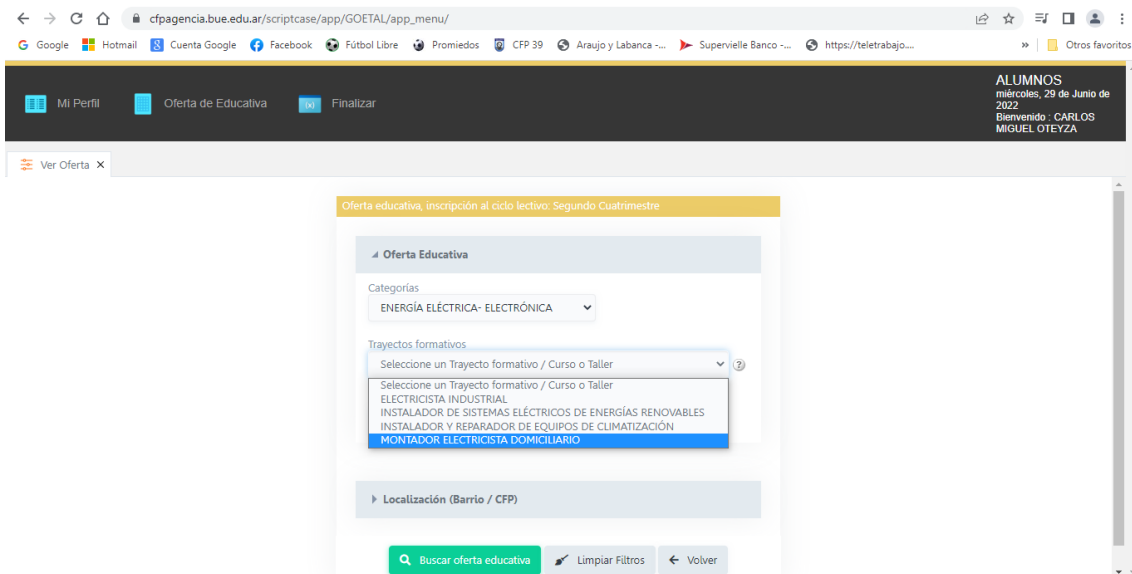 cfpagencia.bue.edu.ar/scriptcase/app/GOETAL/app_menu/
Google Hotmail Cuenta Google Facebook Fútbol Libre Promiedos CFP 39 Araujo y Labanca -... Supervielle Banco -... https://teletrabajo.... » Otros favoritos
Mi Perfil Oferta de Educativa Finalizar
ALUMNOS
miércoles, 29 de Junio de
2022
Bienvenido : CARLOS
MIGUEL OTEYZA
Ver Oferta X
Oferta educativa, inscripción al ciclo lectivo: Segundo Cuatrimestre
Oferta Educativa
Categorías
ENERGÍA ELÉCTRICA- ELECTRÓNICA
Trayectos formativos
Seleccione un Trayecto formativo / Curso o Taller
Seleccione un Trayecto formativo / Curso o Taller
ELECTRICISTA INDUSTRIAL
INSTALADOR DE SISTEMAS ELÉCTRICOS DE ENERGÍAS RENOVABLES
INSTALADOR Y REPARADOR DE EQUIPOS DE CLIMATIZACIÓN
MONTADOR ELECTRICISTA DOMICILIARIO
Localización (Barrio / CFP)
Buscar oferta educativa Limpiar Filtros Volver